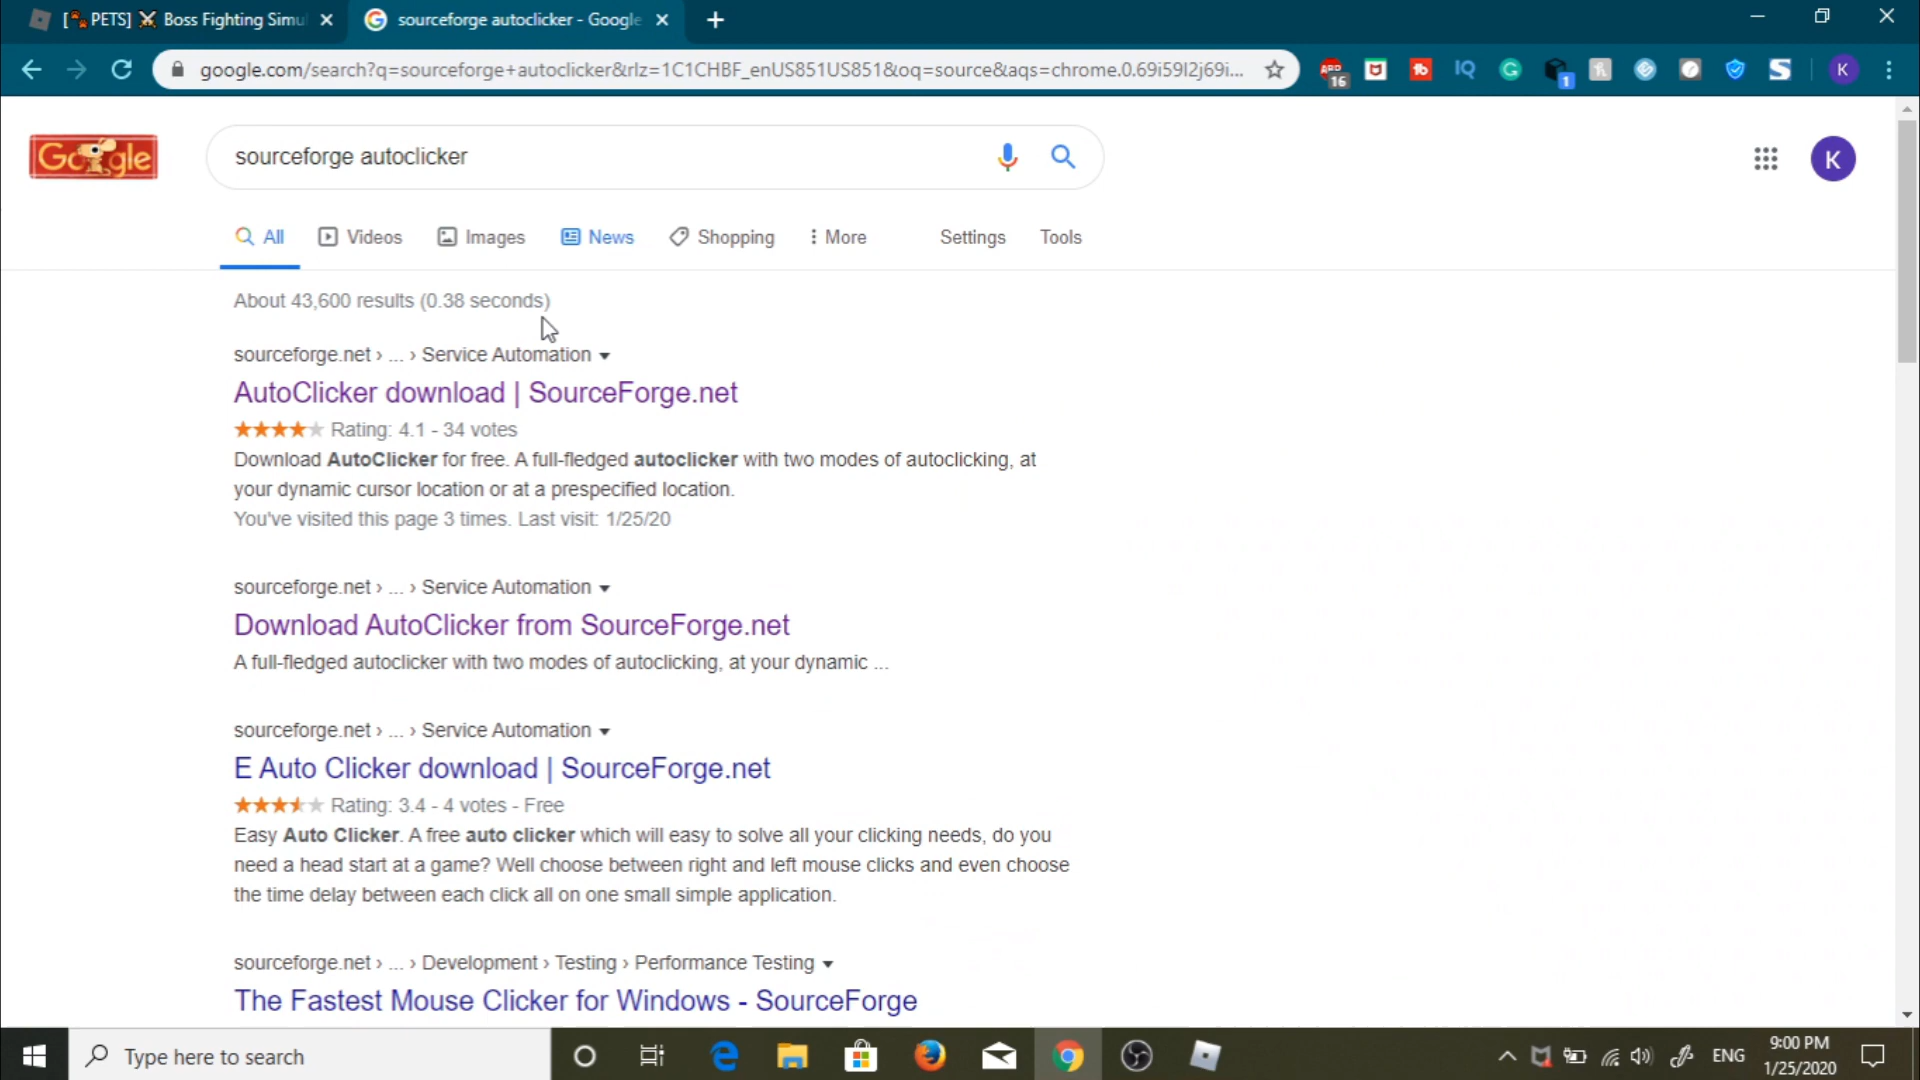 [🐾PETS] ⚔ Boss Fighting Simu
sourceforge autoclicker - Google
google.com/search?q=sourceforge+autoclicker&rlz=1C1CHBF_enUS851US851&oq=source&aqs=chrome.0.69i59l2j69i...
ABD
16
IQ
1
K
Google
sourceforge autoclicker
K
All
Videos
Images
News
Shopping
More
Settings
Tools
About 43,600 results (0.38 seconds)
sourceforge.net › ... › Service Automation
AutoClicker download | SourceForge.net
Rating: 4.1 - 34 votes
Download AutoClicker for free. A full-fledged autoclicker with two modes of autoclicking, at
your dynamic cursor location or at a prespecified location.
You've visited this page 3 times. Last visit: 1/25/20
sourceforge.net › ... › Service Automation
Download AutoClicker from SourceForge.net
A full-fledged autoclicker with two modes of autoclicking, at your dynamic ...
sourceforge.net › ... › Service Automation
E Auto Clicker download | SourceForge.net
Rating: 3.4 - 4 votes - Free
Easy Auto Clicker. A free auto clicker which will easy to solve all your clicking needs, do you
need a head start at a game? Well choose between right and left mouse clicks and even choose
the time delay between each click all on one small simple application.
sourceforge.net › ... › Development › Testing › Performance Testing
The Fastest Mouse Clicker for Windows - SourceForge
Type here to search
ENG
9:00 PM
1/25/2020